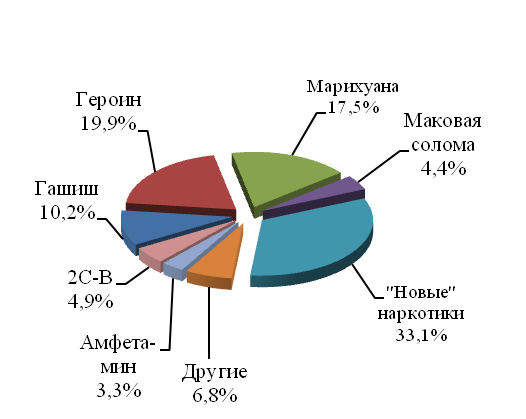 Марихуана
17,5%
Маковая
солома
4,4%
"Новые"
наркотики
33,1%
Другие
6,8%
Амфета-
мин
3,3%
2С-В
4,9%
Гашиш
10,2%
Героин
19,9%